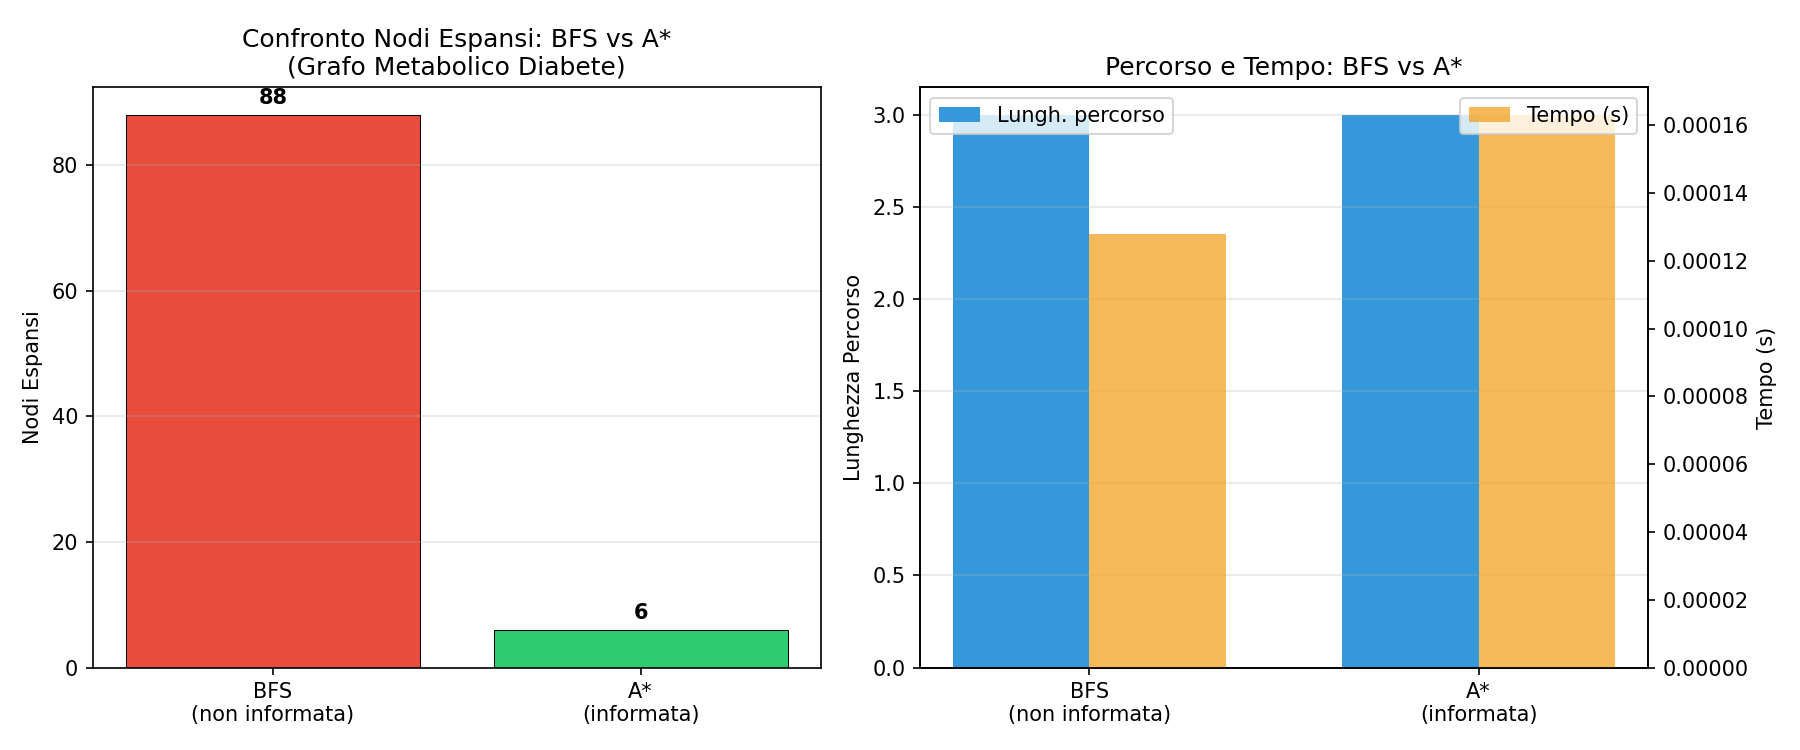 Confronto Nodi Espansi: BFS vs A*
(Grafo Metabolico Diabete)
88
6
Nodi Espansi
80
60
40
20
0
BFS
(non informata)
A*
(informata)
Percorso e Tempo: BFS vs A*
Lungh. percorso
Tempo (s)
Lunghezza Percorso
3.0
2.5
2.0
1.5
1.0
0.5
0.0
0.00016
0.00014
0.00012
0.00010
0.00008
0.00006
0.00004
0.00002
0.00000
Tempo (s)
BFS
(non informata)
A*
(informata)